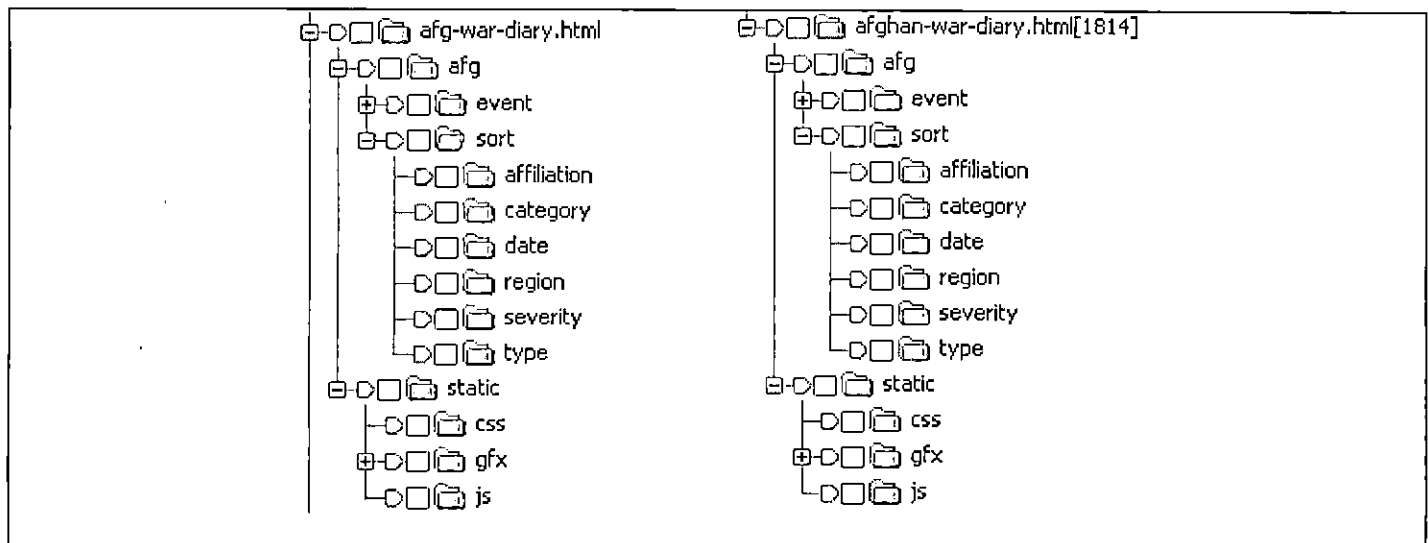 afg-war-diary.html
afg
event
sort
affiliation
category
date
region
severity
type
static
css
gfx
js
afghan-war-diary.html[1814]
afg
event
sort
affiliation
category
date
region
severity
type
static
css
gfx
js